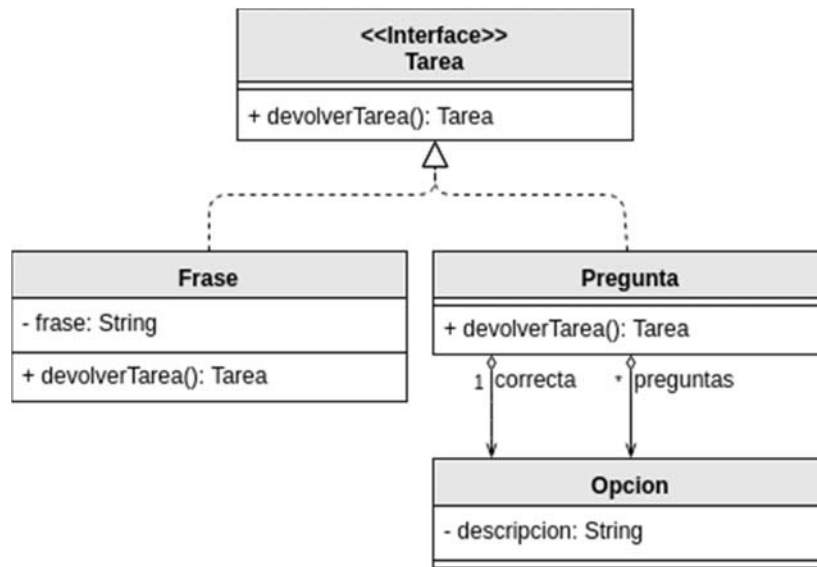 <<Interface>>
Tarea
+ devolverTarea(): Tarea
Frase
- frase: String
+ devolverTarea(): Tarea
Pregunta
+ devolverTarea(): Tarea
1 correcta
* preguntas
Opcion
- descripcion: String